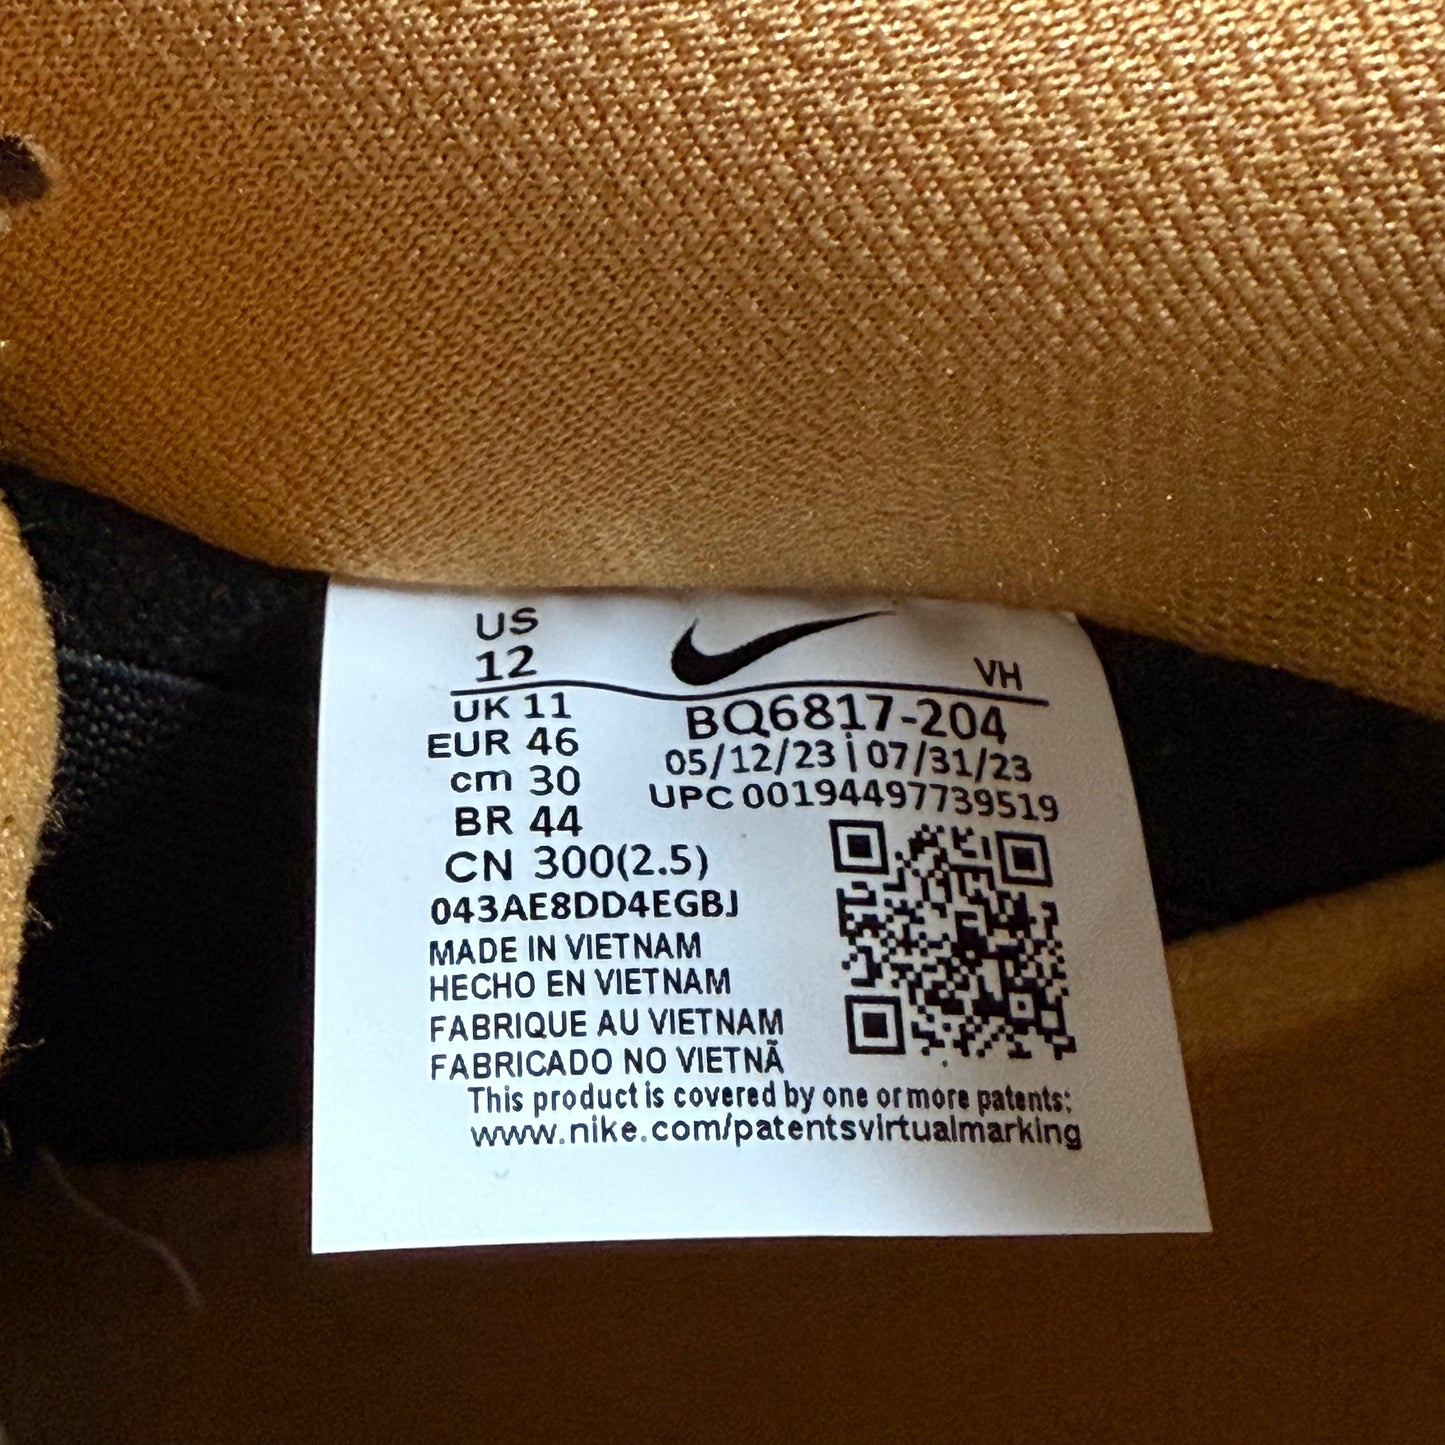 US
12
VH
UK 11
EUR 46
cm 30
BR 44
CN 300(2.5)
BQ6817-204
05/12/23 | 07/31/23
UPC 00194497739519
043AE8DD4EGBJ
MADE IN VIETNAM
HECHO EN VIETNAM
FABRIQUE AU VIETNAM
FABRICADO NO VIETNÃ
This product is covered by one or more patents:
www.nike.com/patentsvirtualmarking